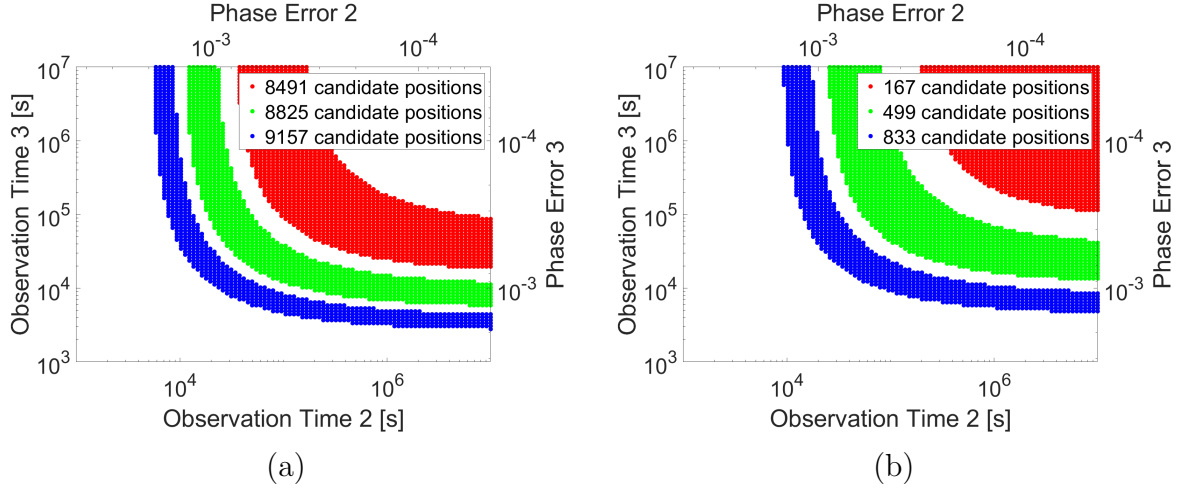 Phase Error 2
10^-3 10^-4
10^7
10^6
10^5
10^4
10^3
Observation Time 3 [s]
8491 candidate positions
8825 candidate positions
9157 candidate positions
10^-4
10^-3
Phase Error 3
10^4 10^6
Observation Time 2 [s]
(a)
Phase Error 2
10^-3 10^-4
10^7
10^6
10^5
10^4
10^3
Observation Time 3 [s]
167 candidate positions
499 candidate positions
833 candidate positions
10^-4
10^-3
Phase Error 3
10^4 10^6
Observation Time 2 [s]
(b)